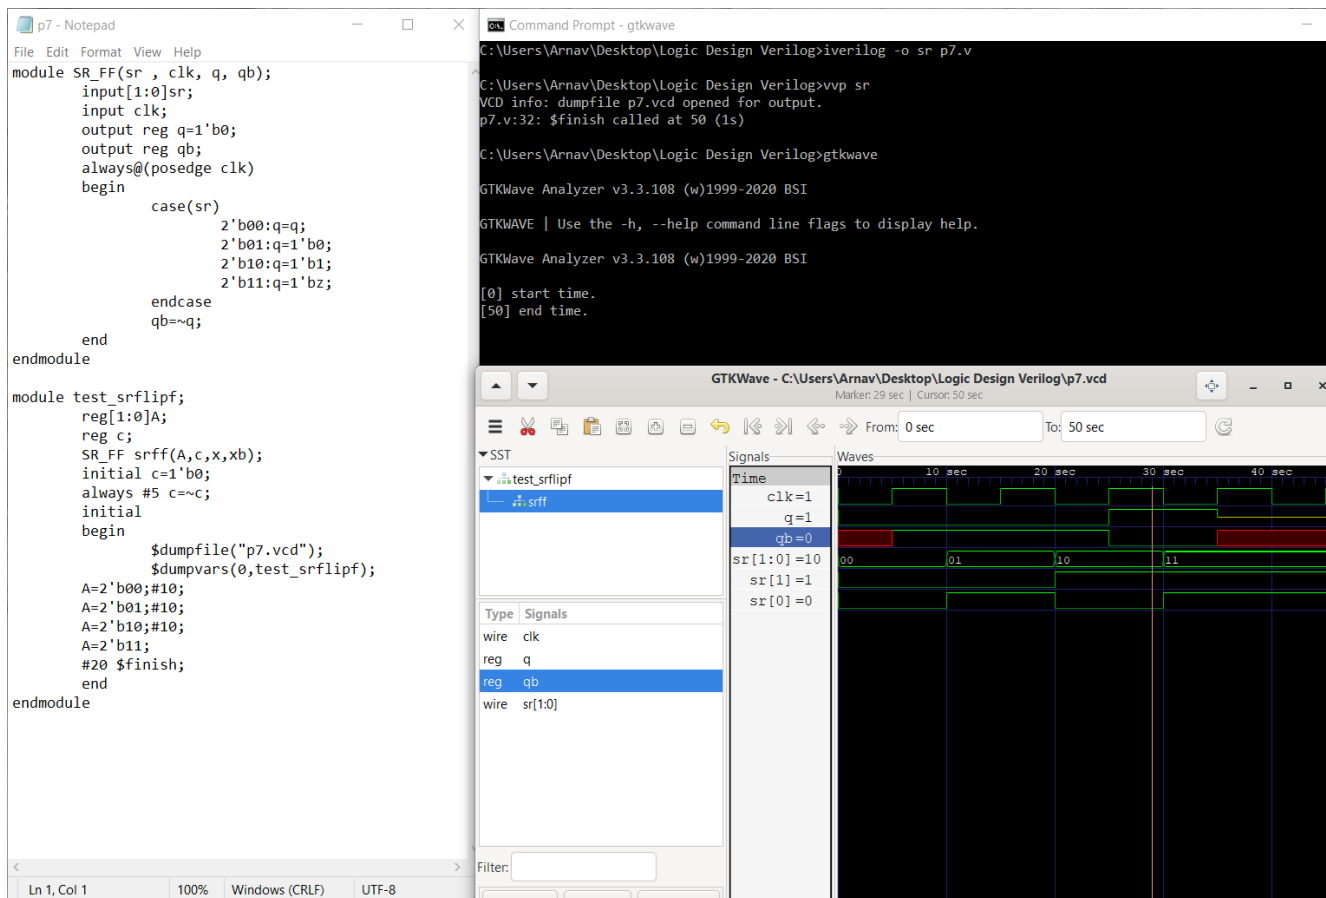 p7 - Notepad
File Edit Format View Help
module SR_FF(sr , clk, q, qb);
input[1:0]sr;
input clk;
output reg q=1'b0;
output reg qb;
always@(posedge clk)
begin
case(sr)
2'b00:q=q;
2'b01:q=1'b0;
2'b10:q=1'b1;
2'b11:q=1'bz;
endcase
qb=~q;
end
endmodule
module test_srflipf;
reg[1:0]A;
reg c;
SR_FF srff(A,c,x,xb);
initial c=1'b0;
always #5 c=~c;
initial
begin
$dumpfile("p7.vcd");
$dumpvars(0,test_srflipf);
A=2'b00;#10;
A=2'b01;#10;
A=2'b10;#10;
A=2'b11;
#20 $finish;
end
endmodule
Ln 1, Col 1 100% Windows (CRLF) UTF-8
Command Prompt - gtkwave
C:\Users\Arnav\Desktop\Logic Design Verilog>iverilog -o sr p7.v
C:\Users\Arnav\Desktop\Logic Design Verilog>vvp sr
VCD info: dumpfile p7.vcd opened for output.
p7.v:32: $finish called at 50 (1s)
C:\Users\Arnav\Desktop\Logic Design Verilog>gtkwave
GTKWave Analyzer v3.3.108 (w)1999-2020 BSI
GTKWAVE | Use the -h, --help command line flags to display help.
GTKWave Analyzer v3.3.108 (w)1999-2020 BSI
[0] start time.
[50] end time.
GTKWave - C:\Users\Arnav\Desktop\Logic Design Verilog\p7.vcd
Marker: 29 sec | Cursor: 50 sec
From: 0 sec To: 50 sec
SST
test_srflipf
srff
Type Signals
wire clk
reg q
reg qb
wire sr[1:0]
Filter:
Signals
Time
clk=1
q=1
qb=0
sr[1:0]=10
sr[1]=1
sr[0]=0
Waves
0 10 sec 20 sec 30 sec 40 sec
00 01 10 11